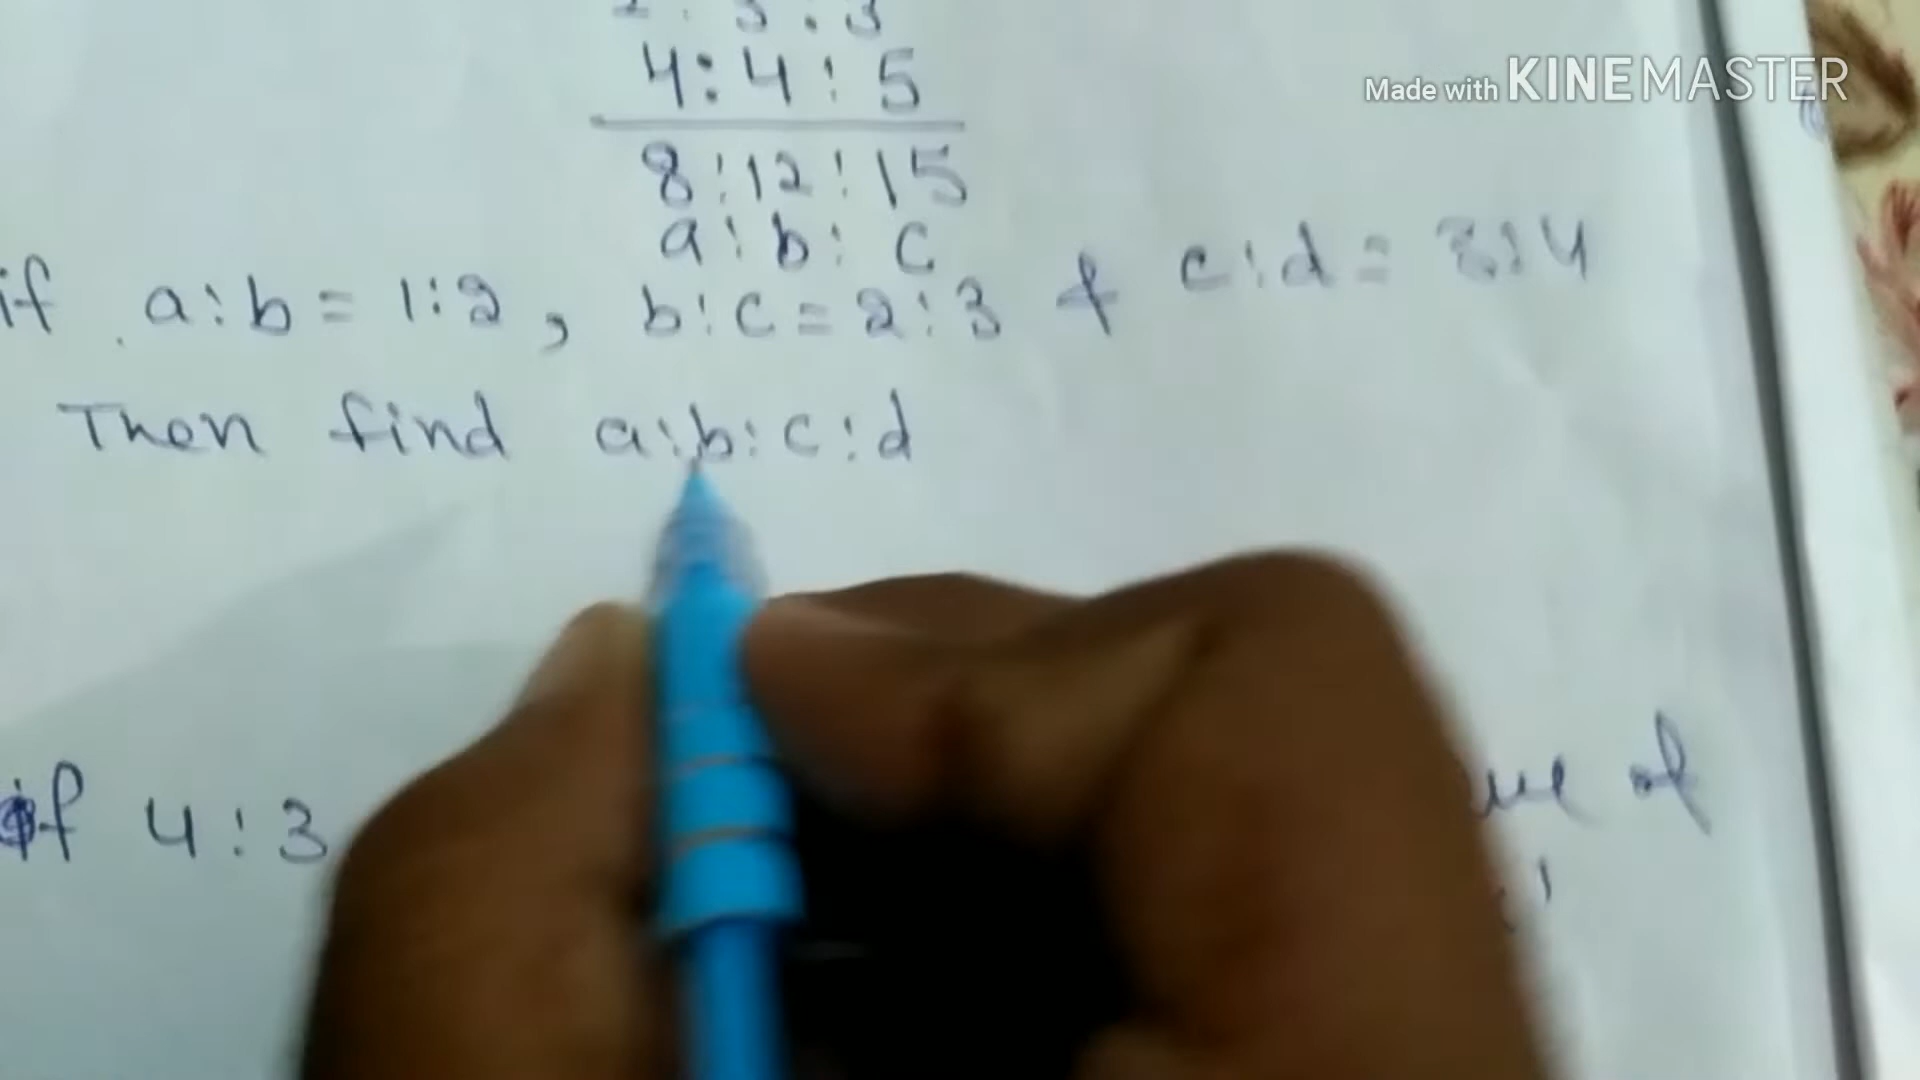 4:4:5
Made with KINEMASTER
8:12:15
a:b:c
if a:b=1:2, b:c=2:3 & c:d=3:4
Then find a:b:c:d
if 4:3
of